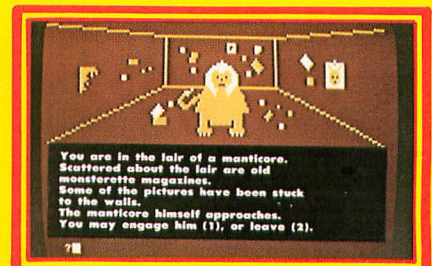 You are in the lair of a manticore.
Scattered about the lair are old
monsterette magazines.
Some of the pictures have been stuck
to the walls.
The manticore himself approaches.
You may engage him (1), or leave (2).
?